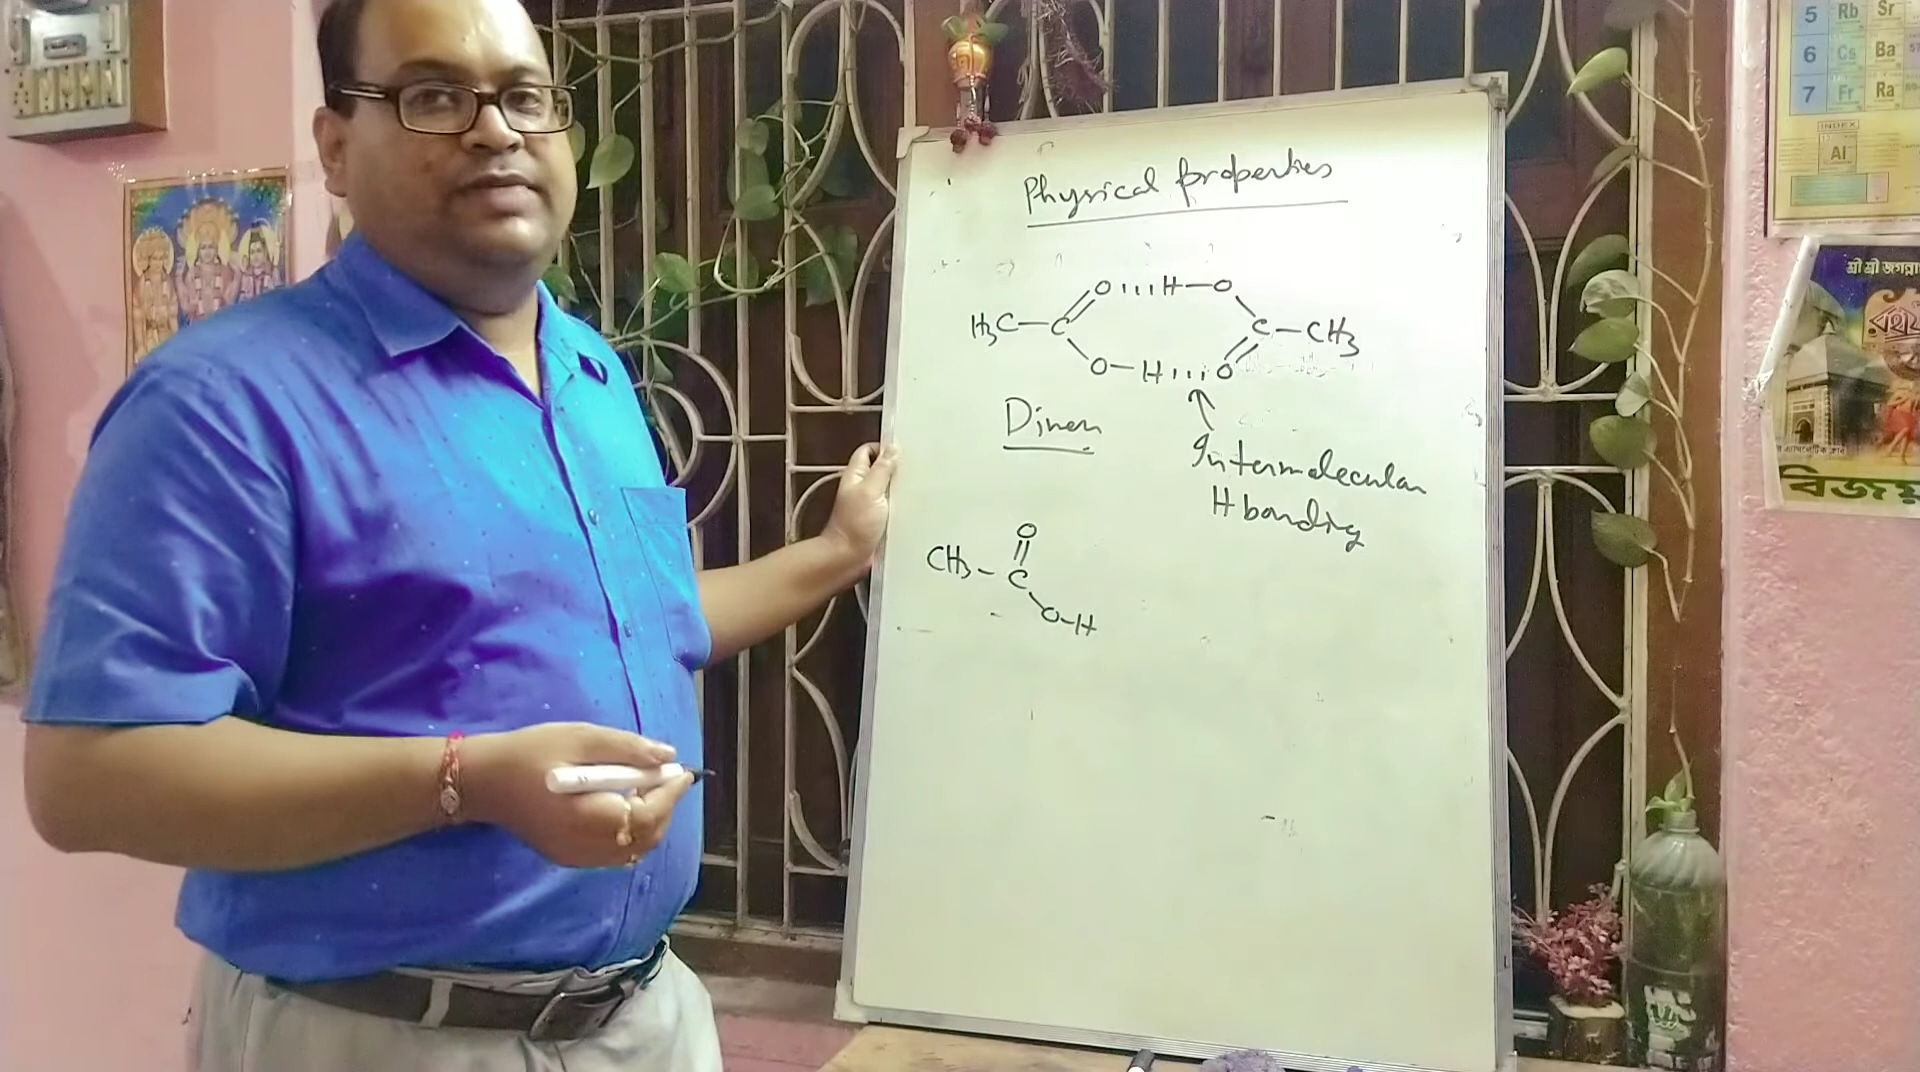 Physical properties
O...H—O
H3C—C C—CH3
O—H...O
Dimer
Intermolecular
H bonding
O
CH3—C
O-H
5 Rb Sr
6 Cs Ba
7 Fr Ra
INDEX
Al
শ্রী শ্রী জগন্না
বিজয়